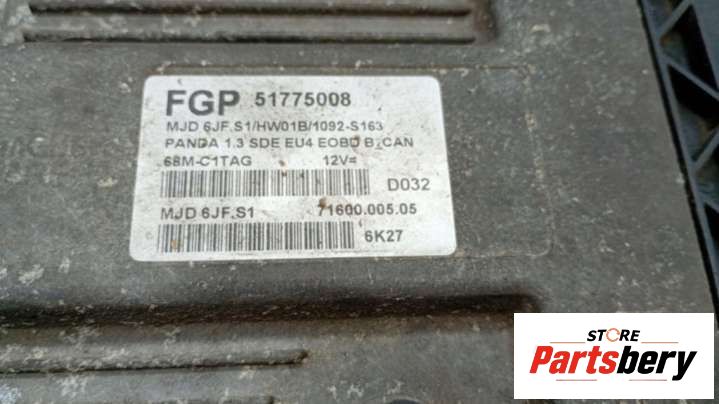 FGP 51775008
MJD 6JF.S1/HW01B/1092-S163
PANDA 1.3 SDE EU4 EOBD B_CAN
68M-C1TAG 12V=
D032
MJD 6JF.S1 71600.005.05
6K27
STORE
Partsbery